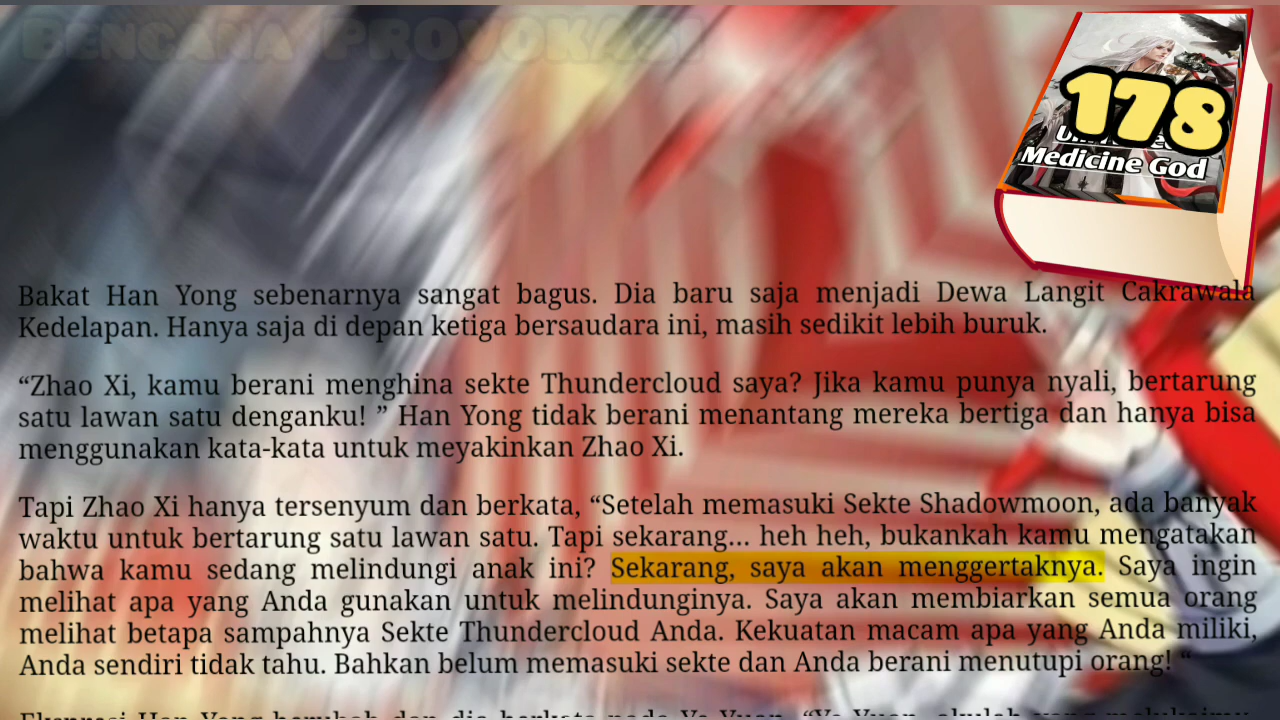 BENCANA PROVOKASI
178
Medicine God
Bakat Han Yong sebenarnya sangat bagus. Dia baru saja menjadi Dewa Langit Cakrawala
Kedelapan. Hanya saja di depan ketiga bersaudara ini, masih sedikit lebih buruk.
“Zhao Xi, kamu berani menghina sekte Thundercloud saya? Jika kamu punya nyali, bertarung
satu lawan satu denganku! ” Han Yong tidak berani menantang mereka bertiga dan hanya bisa
menggunakan kata-kata untuk meyakinkan Zhao Xi.
Tapi Zhao Xi hanya tersenyum dan berkata, “Setelah memasuki Sekte Shadowmoon, ada banyak
waktu untuk bertarung satu lawan satu. Tapi sekarang... heh heh, bukankah kamu mengatakan
bahwa kamu sedang melindungi anak ini? Sekarang, saya akan menggertaknya. Saya ingin
melihat apa yang Anda gunakan untuk melindunginya. Saya akan membiarkan semua orang
melihat betapa sampahnya Sekte Thundercloud Anda. Kekuatan macam apa yang Anda miliki,
Anda sendiri tidak tahu. Bahkan belum memasuki sekte dan Anda berani menutupi orang! “